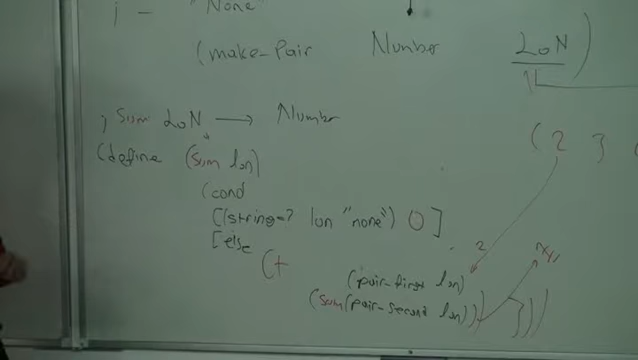 ; - "None"
(make-Pair Number LoN)
; Sum LoN → Number
(define (sum lon)
(cond
[(string=? lon "none") 0]
[else
(+
(pair-first lon)
(sum(pair-second lon))
])))
( 2 3
2